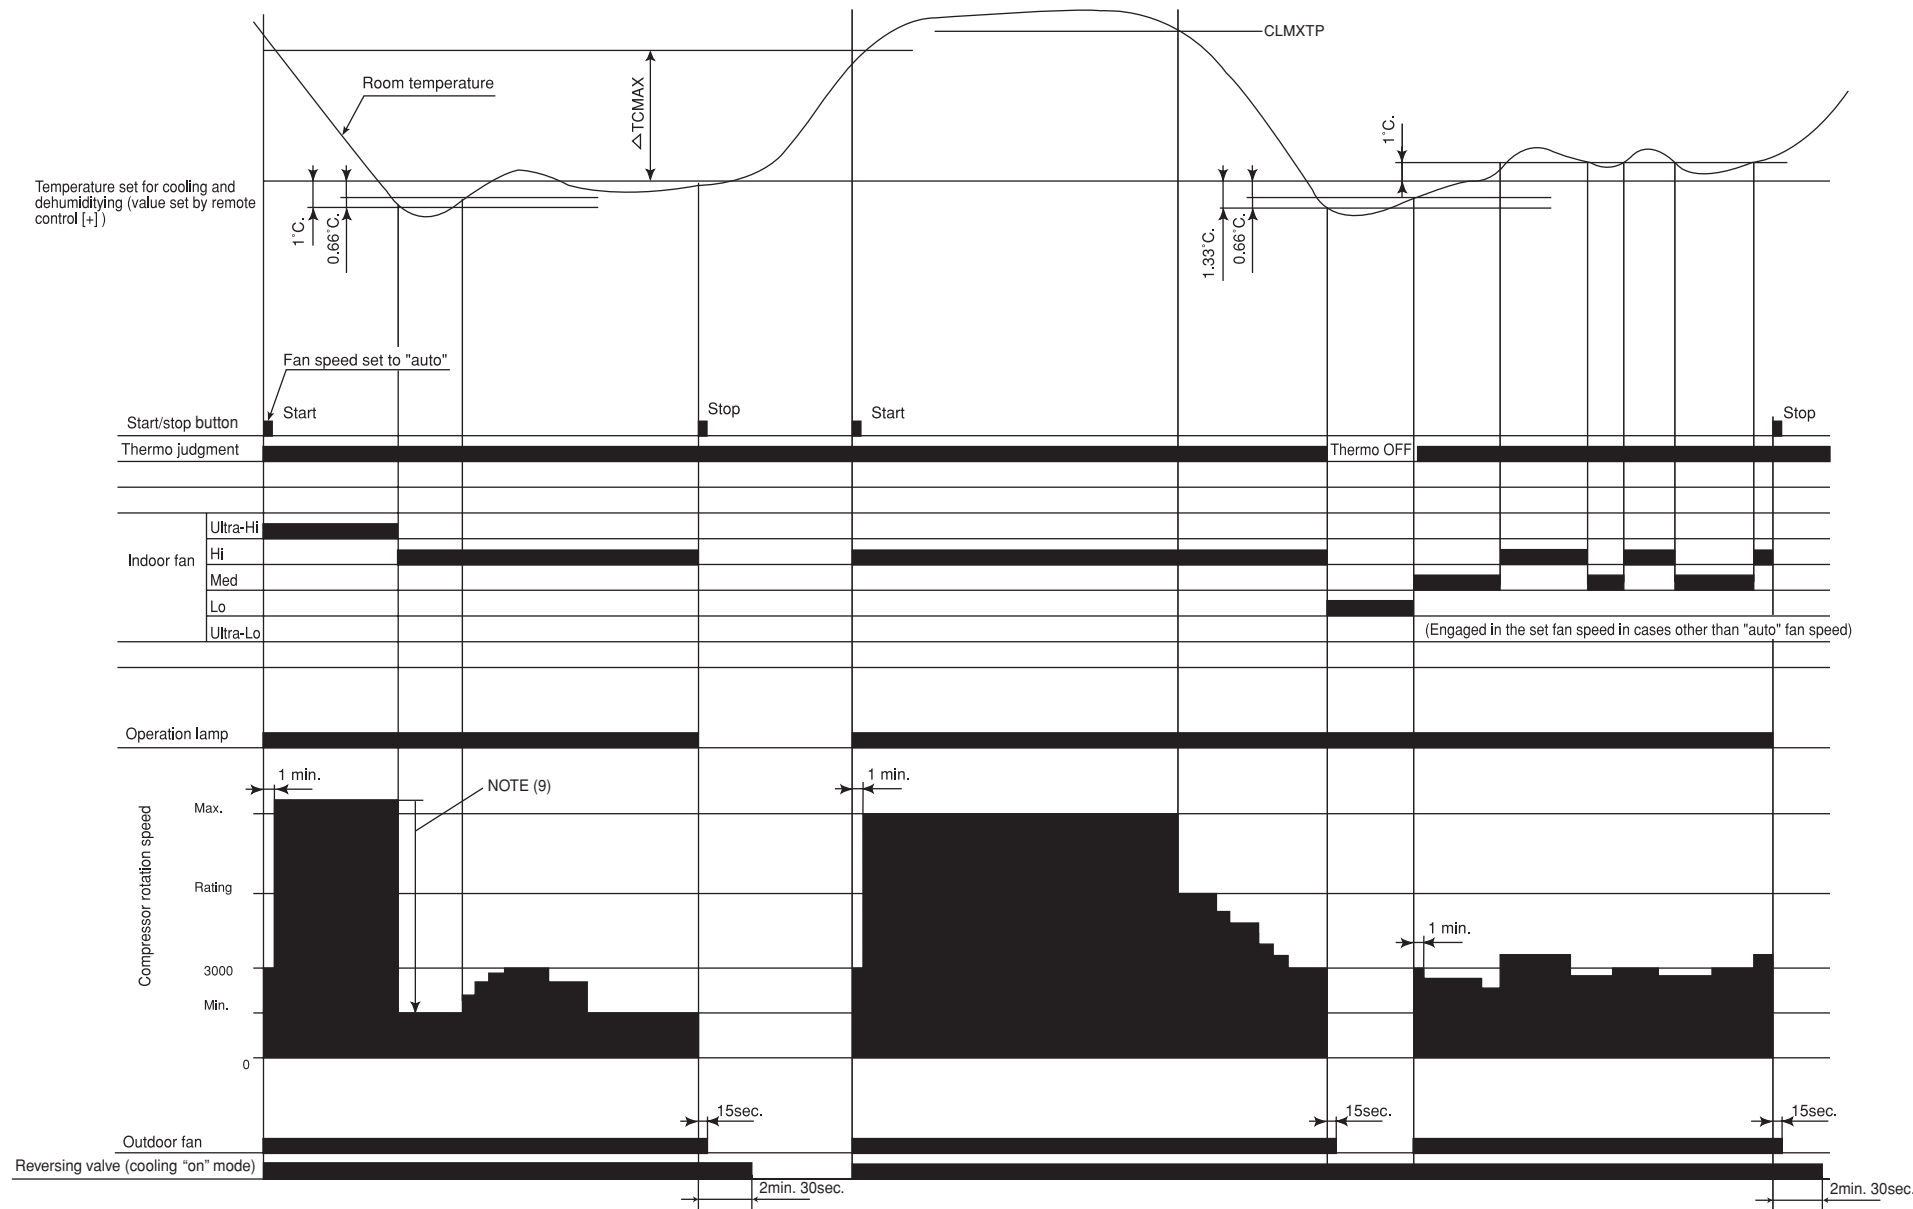 CLMXTP
Room temperature
△TCMAX
1°C.
Temperature set for cooling and
dehumiditying (value set by remote
control [+] )
1°C.
0.66°C.
1.33°C.
0.66°C.
Fan speed set to "auto"
Start/stop button
Start
Stop
Start
Stop
Thermo judgment
Thermo OFF
Indoor fan
Ultra-Hi
Hi
Med
Lo
Ultra-Lo
(Engaged in the set fan speed in cases other than "auto" fan speed)
Operation lamp
1 min.
NOTE (9)
1 min.
Compressor rotation speed
Max.
Rating
1 min.
3000
Min.
0
15sec.
15sec.
15sec.
Outdoor fan
Reversing valve (cooling “on” mode)
2min. 30sec.
2min. 30sec.